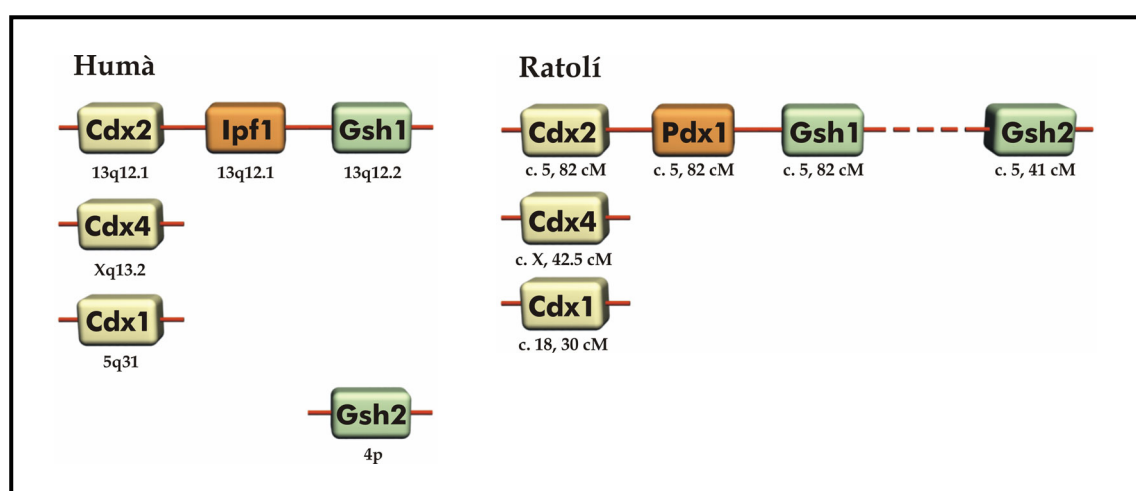 Humà
Cdx2 Ipf1 Gsh1
13q12.1 13q12.1 13q12.2
Cdx4
Xq13.2
Cdx1
5q31
Gsh2
4p
Ratolí
Cdx2 Pdx1 Gsh1 Gsh2
c. 5, 82 cM c. 5, 82 cM c. 5, 82 cM c. 5, 41 cM
Cdx4
c. X, 42.5 cM
Cdx1
c. 18, 30 cM